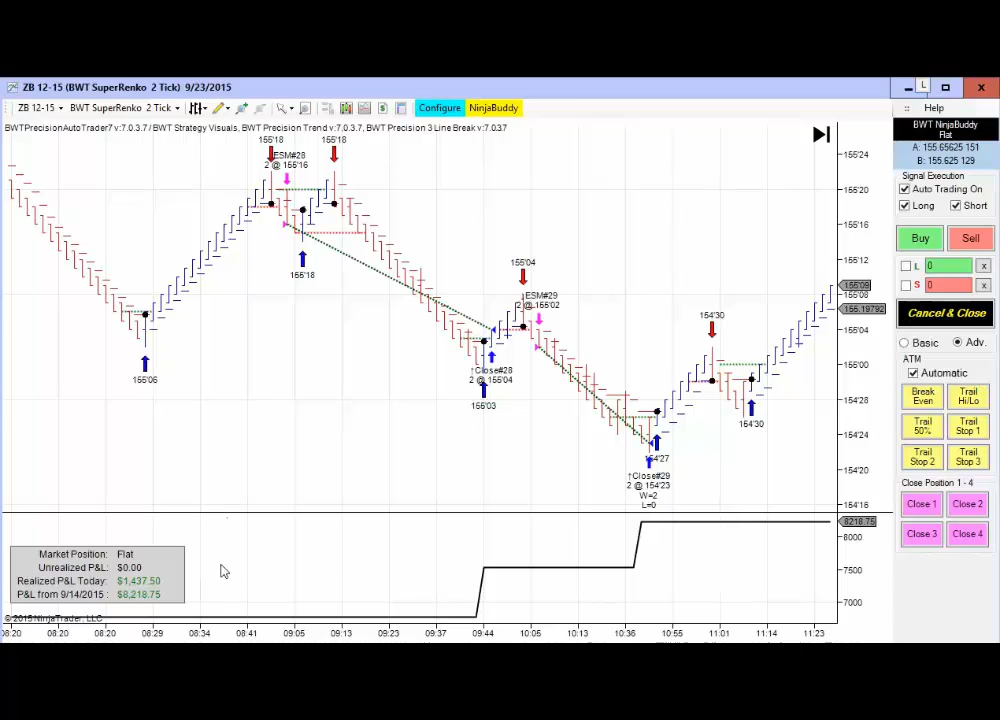 ZB 12-15 (BWT SuperRenko 2 Tick) 9/23/2015
L
X
ZB 12-15 BWT SuperRenko 2 Tick
$
Configure
NinjaBuddy
Help
BWTPrecisionAutoTrader7 v:7.0.3.7 / BWT Strategy Visuals, BWT Precision Trend v:7.0.3.7, BWT Precision 3 Line Break v:7.0.37
BWT NinjaBuddy
Flat
A: 155.65625 151
B: 155.625 129
Signal Execution
Auto Trading On
Long
Short
Buy
Sell
L 0 x
S 0 x
Cancel & Close
Basic
Adv.
ATM
Automatic
Break Even
Trail Hi/Lo
Trail 50%
Trail Stop 1
Trail Stop 2
Trail Stop 3
Close Position 1 - 4
Close 1
Close 2
Close 3
Close 4
155'18
155'18
ESM#28
2 @ 155'16
155'18
155'06
155'04
ESM#29
2 @ 155'02
↑Close#28
2 @ 155'04
155'03
154'30
154'30
154'27
↑Close#29
2 @ 154'23
W=2
L=0
155'24
155'20
155'16
155'12
155'09
155'08
155.19792
155'04
155'00
154'28
154'24
154'20
154'16
8218.75
8000
7500
7000
Market Position: Flat
Unrealized P&L: $0.00
Realized P&L Today: $1,437.50
P&L from 9/14/2015 : $8,218.75
© 2015 NinjaTrader, LLC
08:20 08:20 08:20 08:29 08:34 08:41 09:05 09:13 09:23 09:37 09:44 10:05 10:13 10:36 10:55 11:01 11:14 11:23